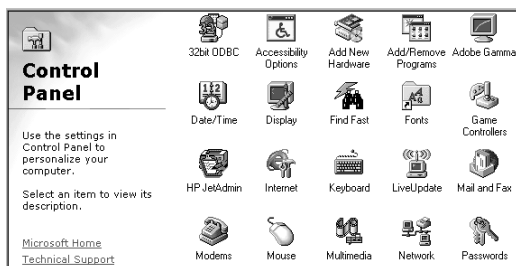 Control
Panel
Use the settings in
Control Panel to
personalize your
computer.
Select an item to view its
description.
Microsoft Home
Technical Support
32bit ODBC
Accessibility
Options
Add New
Hardware
Add/Remove
Programs
Adobe Gamma
Date/Time
Display
Find Fast
Fonts
Game
Controllers
HP JetAdmin
Internet
Keyboard
LiveUpdate
Mail and Fax
Modems
Mouse
Multimedia
Network
Passwords